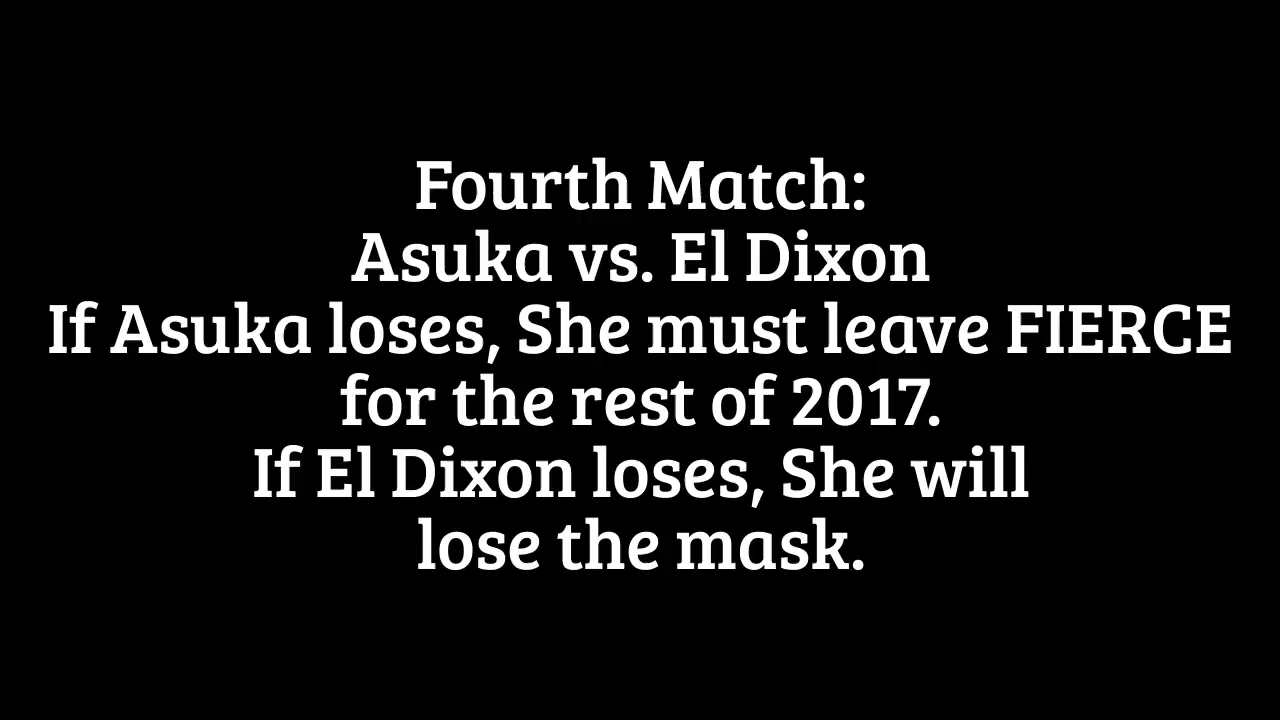 Fourth Match:
Asuka vs. El Dixon
If Asuka loses, She must leave FIERCE
for the rest of 2017.
If El Dixon loses, She will
lose the mask.